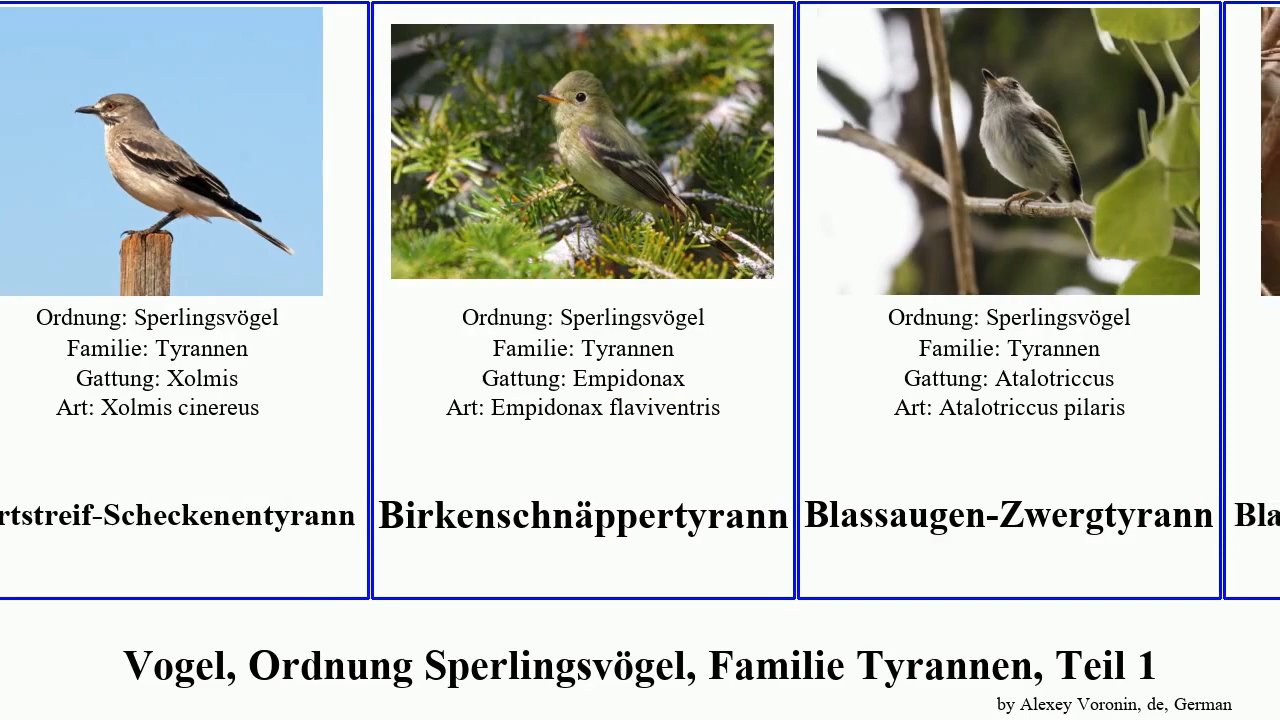 Ordnung: Sperlingsvögel
Familie: Tyrannen
Gattung: Xolmis
Art: Xolmis cinereus
rtstreif-Scheckenentyrann
Ordnung: Sperlingsvögel
Familie: Tyrannen
Gattung: Empidonax
Art: Empidonax flaviventris
Birkenschnäppertyrann
Ordnung: Sperlingsvögel
Familie: Tyrannen
Gattung: Atalotriccus
Art: Atalotriccus pilaris
Blassaugen-Zwergtyrann
Bla
Vogel, Ordnung Sperlingsvögel, Familie Tyrannen, Teil 1
by Alexey Voronin, de, German